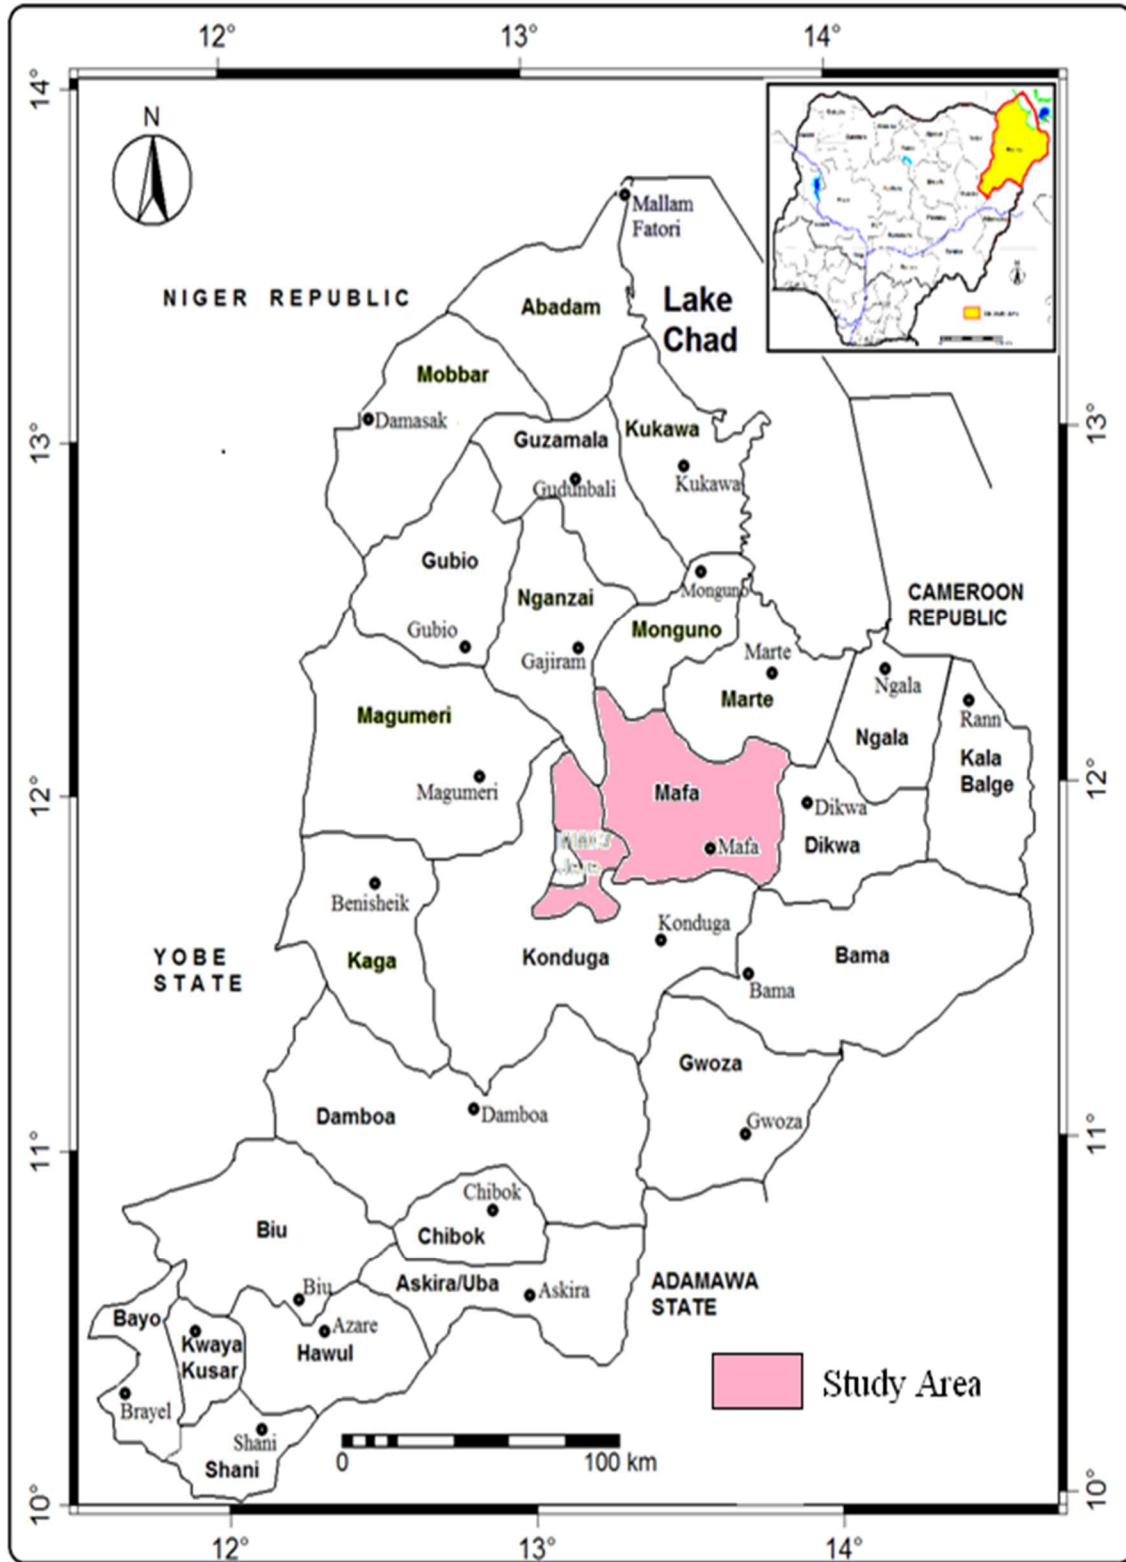 12°
13°
14°
14°
N
Mallam
Fatori
NIGER REPUBLIC
Abadam
Lake
Chad
Mobbar
Damasak
13°
13°
Guzamala
Kukawa
Gudunbali
Kukawa
Gubio
Monguno
CAMEROON
REPUBLIC
Nganzai
Gubio
Monguno
Gajiram
Marte
Ngala
Magumeri
Marte
Rann
Ngala
Kala
Balge
12°
12°
Magumeri
Mafa
Dikwa
Mafa
Dikwa
Benisheik
Konduga
YOBE
STATE
Kaga
Konduga
Bama
Bama
Gwoza
Damboa
Damboa
Gwoza
11°
11°
Chibok
Biu
Chibok
Askira/Uba
Askira
ADAMAWA
STATE
Biu
Bayo
Azare
Kwaya
Kusar
Hawul
Brayel
Study Area
Shani
Shani
0
100 km
10°
10°
12°
13°
14°